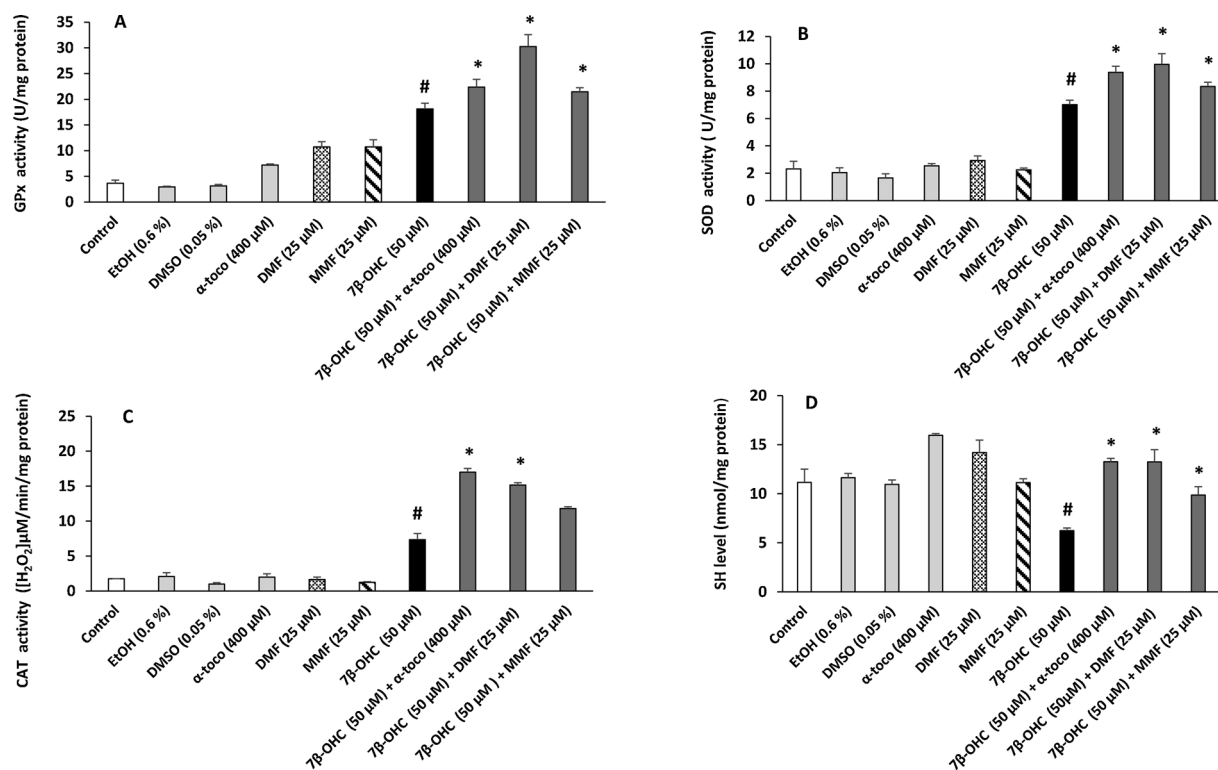 A
GPx activity (U/mg protein)
35
30
25
20
15
10
5
0
#
*
*
*
Control
EtOH (0.6 %)
DMSO (0.05 %)
α-toco (400 μM)
DMF (25 μM)
MMF (25 μM)
7β-OHC (50 μM)
7β-OHC (50 μM) + α-toco (400 μM)
7β-OHC (50 μM) + DMF (25 μM)
7β-OHC (50 μM) + MMF (25 μM)
B
SOD activity ( U/mg protein)
12
10
8
6
4
2
0
#
*
*
*
Control
EtOH (0.6 %)
DMSO (0.05 %)
α-toco (400 μM)
DMF (25 μM)
MMF (25 μM)
7β-OHC (50 μM)
7β-OHC (50 μM) + α-toco (400 μM)
7β-OHC (50 μM) + DMF (25 μM)
7β-OHC (50 μM) + MMF (25 μM)
C
CAT activity ([H₂O₂]μM/min/mg protein)
25
20
15
10
5
0
#
*
*
Control
EtOH (0.6 %)
DMSO (0.05 %)
α-toco (400 μM)
DMF (25 μM)
MMF (25 μM)
7β-OHC (50 μM)
7β-OHC (50 μM) + α-toco (400 μM)
7β-OHC (50 μM) + DMF (25 μM)
7β-OHC (50 μM ) + MMF (25 μM)
D
SH level (nmol/mg protein)
20
15
10
5
0
#
*
*
*
Control
EtOH (0.6 %)
DMSO (0.05 %)
α-toco (400 μM)
DMF (25 μM)
MMF (25 μM)
7β-OHC (50 μM)
7β-OHC (50 μM) + α-toco (400 μM)
7β-OHC (50μM) + DMF (25 μM)
7β-OHC (50 μM) + MMF (25 μM)